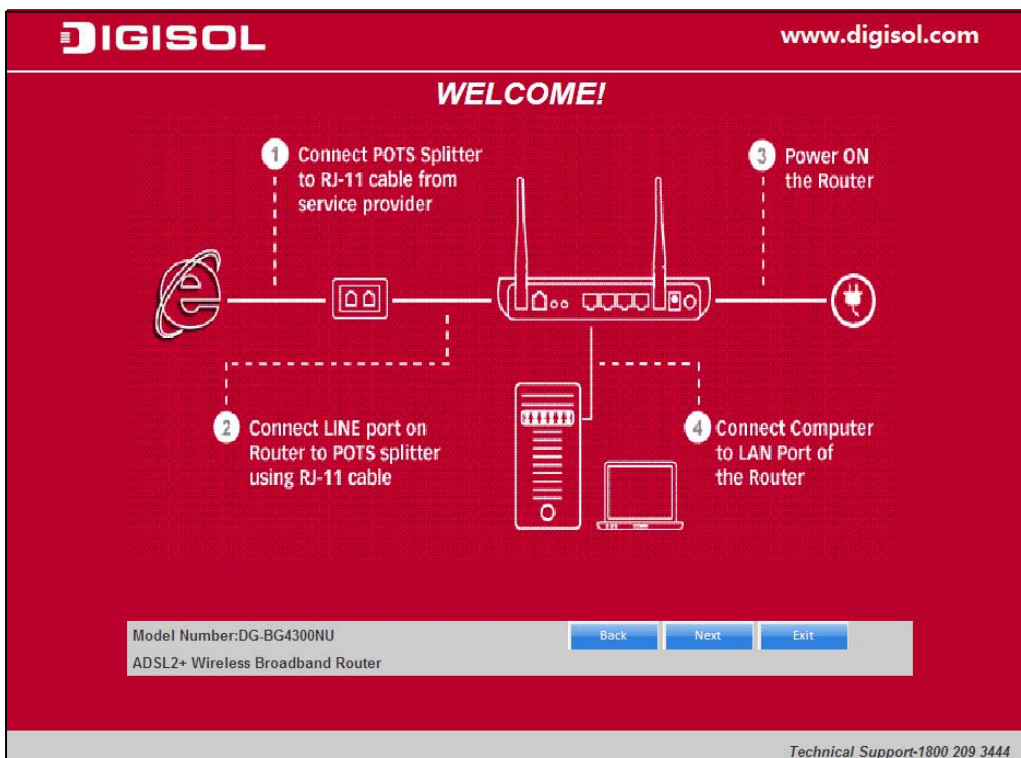 DIGISOL
www.digisol.com
WELCOME!
1
Connect POTS Splitter
to RJ-11 cable from
service provider
3
Power ON
the Router
2
Connect LINE port on
Router to POTS splitter
using RJ-11 cable
4
Connect Computer
to LAN Port of
the Router
Model Number:DG-BG4300NU
ADSL2+ Wireless Broadband Router
Back
Next
Exit
Technical Support-1800 209 3444